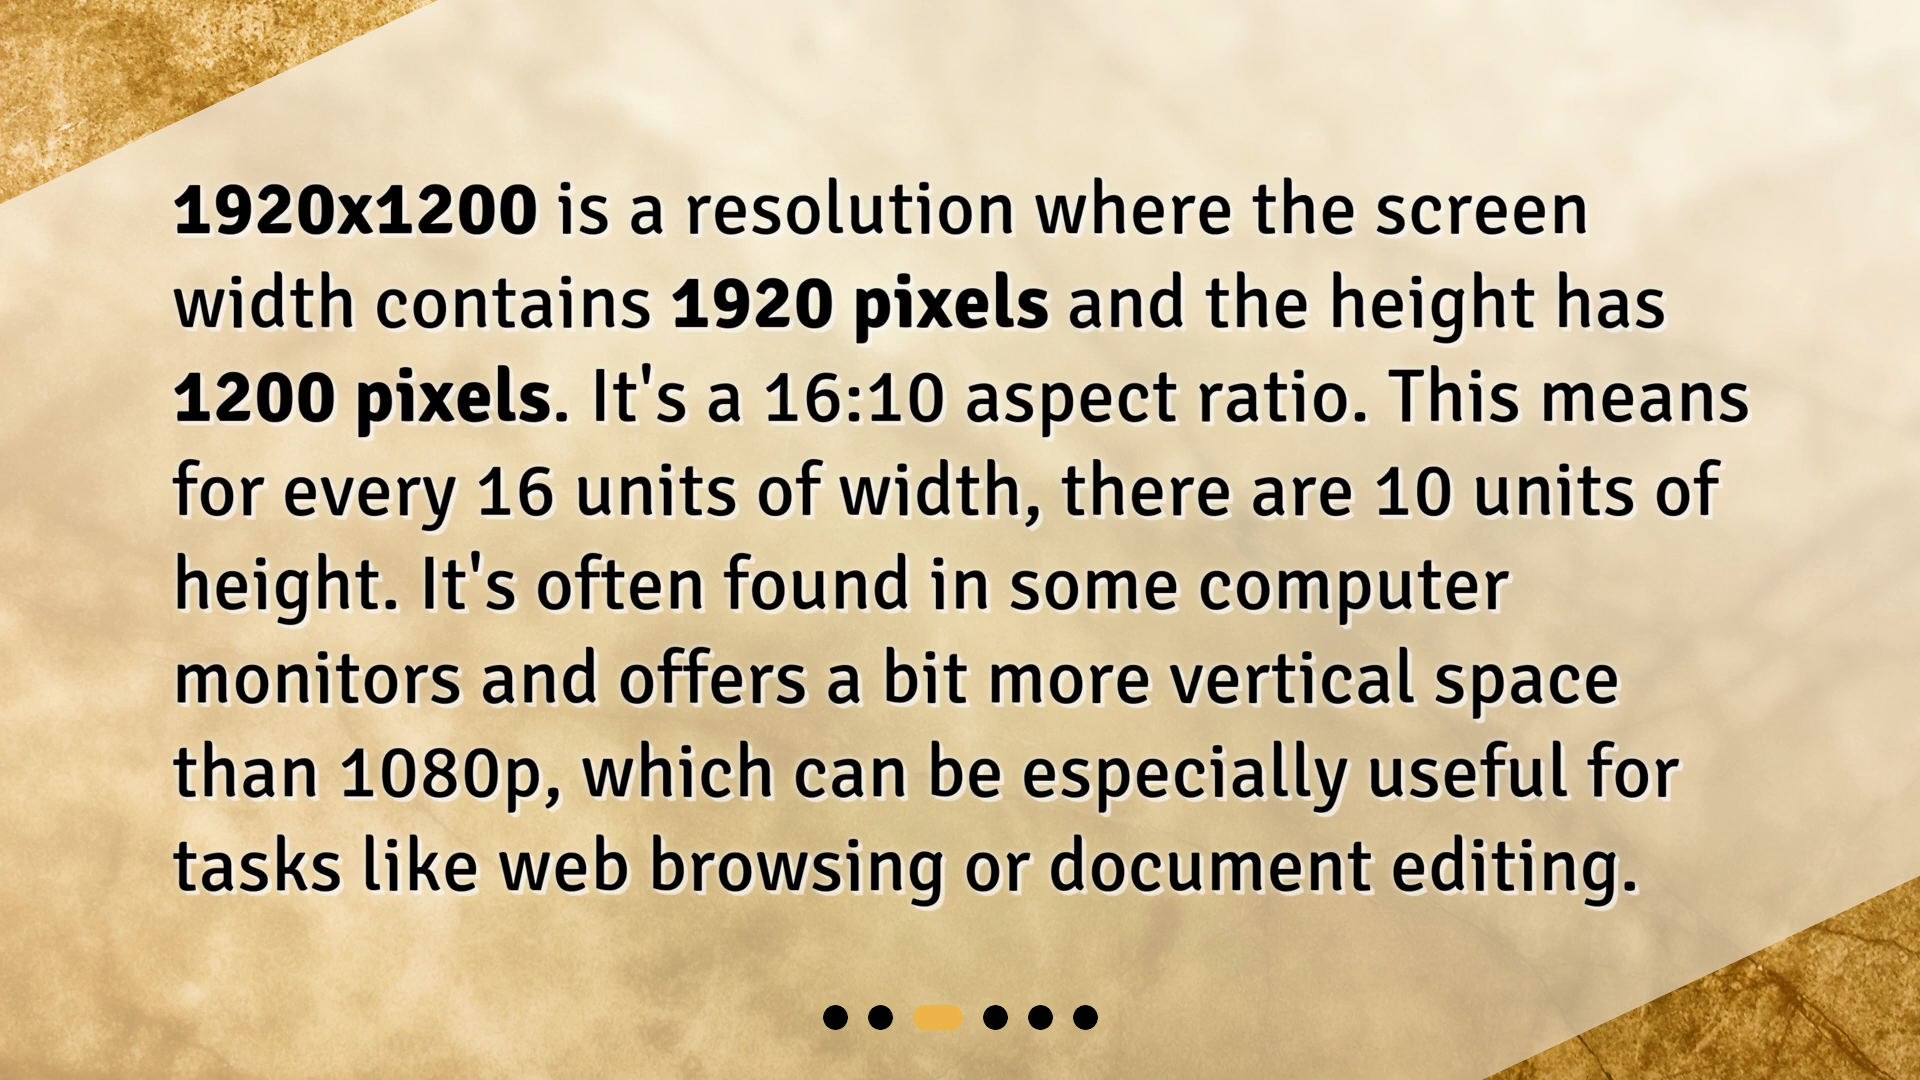 1920x1200 is a resolution where the screen
width contains 1920 pixels and the height has
1200 pixels. It's a 16:10 aspect ratio. This means
for every 16 units of width, there are 10 units of
height. It's often found in some computer
monitors and offers a bit more vertical space
than 1080p, which can be especially useful for
tasks like web browsing or document editing.